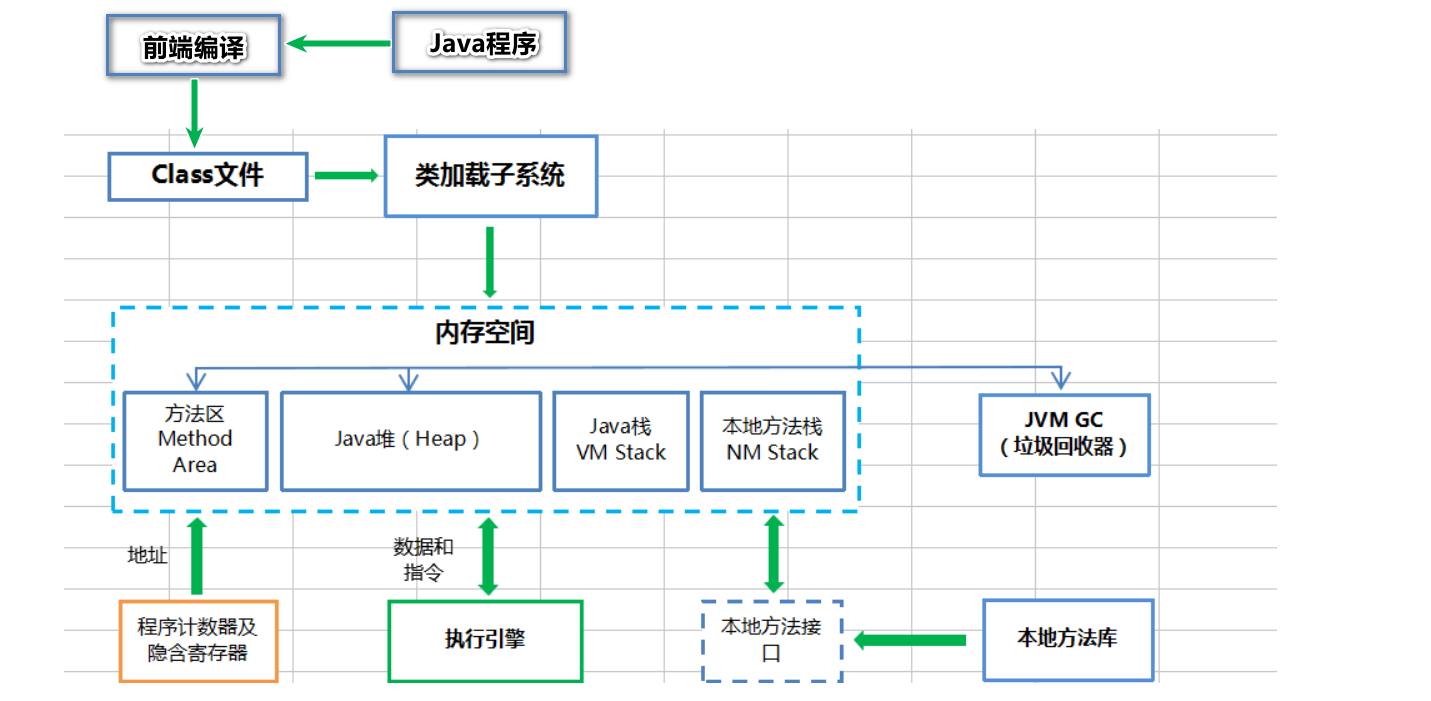 前端编译
Java程序
Class文件
类加载子系统
内存空间
方法区
Method
Area
Java堆（Heap）
Java栈
VM Stack
本地方法栈
NM Stack
JVM GC
（垃圾回收器）
地址
数据和
指令
程序计数器及
隐含寄存器
执行引擎
本地方法接
口
本地方法库